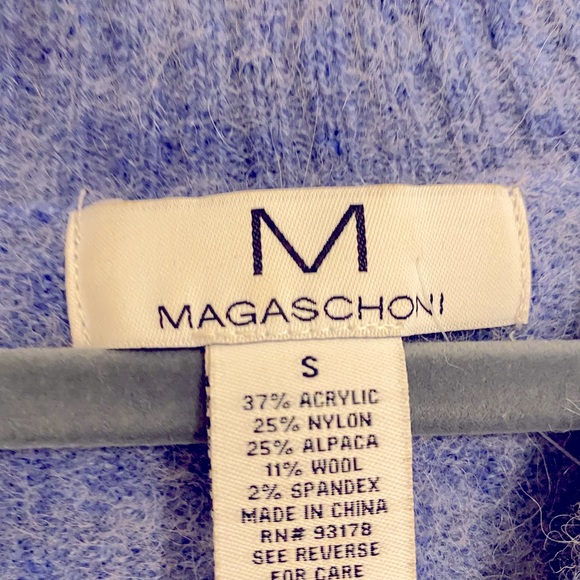 M
MAGASCHONI
S
37% ACRYLIC
25% NYLON
25% ALPACA
11% WOOL
2% SPANDEX
MADE IN CHINA
RN# 93178
SEE REVERSE
FOR CARE